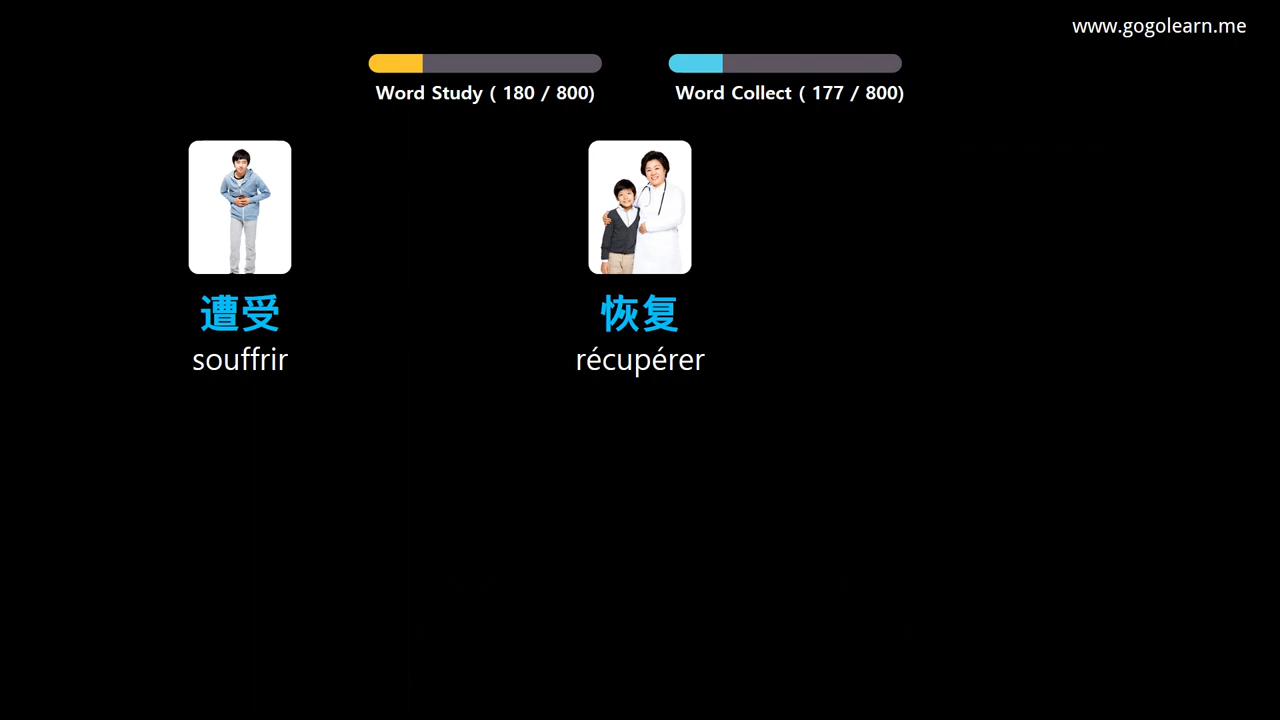 www.gogolearn.me
Word Study ( 180 / 800)
Word Collect ( 177 / 800)
遭受
souffrir
恢复
récupérer